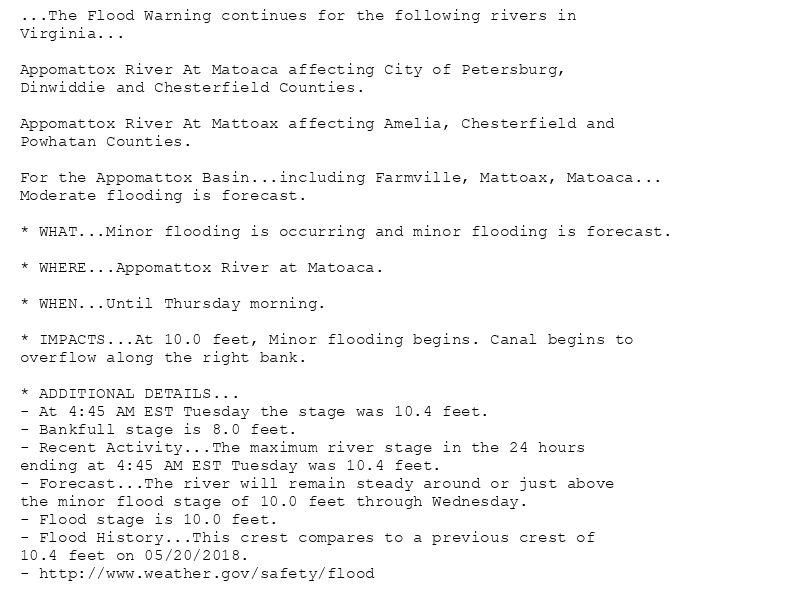 ...The Flood Warning continues for the following rivers in
Virginia...
Appomattox River At Matoaca affecting City of Petersburg,
Dinwiddie and Chesterfield Counties.
Appomattox River At Mattoax affecting Amelia, Chesterfield and
Powhatan Counties.
For the Appomattox Basin...including Farmville, Mattoax, Matoaca...
Moderate flooding is forecast.
* WHAT...Minor flooding is occurring and minor flooding is forecast.
* WHERE...Appomattox River at Matoaca.
* WHEN...Until Thursday morning.
* IMPACTS...At 10.0 feet, Minor flooding begins. Canal begins to
overflow along the right bank.
* ADDITIONAL DETAILS...
- At 4:45 AM EST Tuesday the stage was 10.4 feet.
- Bankfull stage is 8.0 feet.
- Recent Activity...The maximum river stage in the 24 hours
ending at 4:45 AM EST Tuesday was 10.4 feet.
- Forecast...The river will remain steady around or just above
the minor flood stage of 10.0 feet through Wednesday.
- Flood stage is 10.0 feet.
- Flood History...This crest compares to a previous crest of
10.4 feet on 05/20/2018.
- http://www.weather.gov/safety/flood